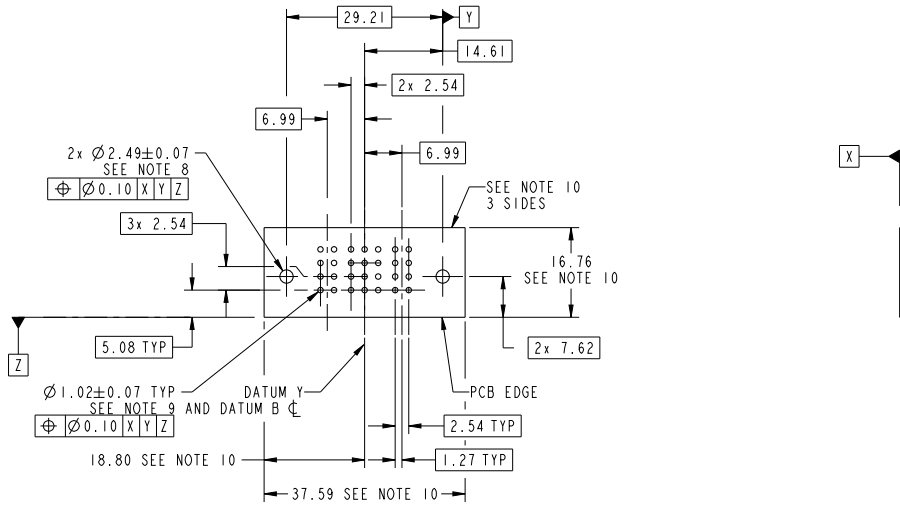 29.21
Y
14.61
2x 2.54
6.99
6.99
2x Ø2.49±0.07
SEE NOTE 8
⌖ Ø0.10 X Y Z
X
SEE NOTE 10
3 SIDES
3x 2.54
16.76
SEE NOTE 10
5.08 TYP
2x 7.62
Z
Ø1.02±0.07 TYP
SEE NOTE 9 AND DATUM B ℄
⌖ Ø0.10 X Y Z
DATUM Y
PCB EDGE
2.54 TYP
18.80 SEE NOTE 10
1.27 TYP
37.59 SEE NOTE 10